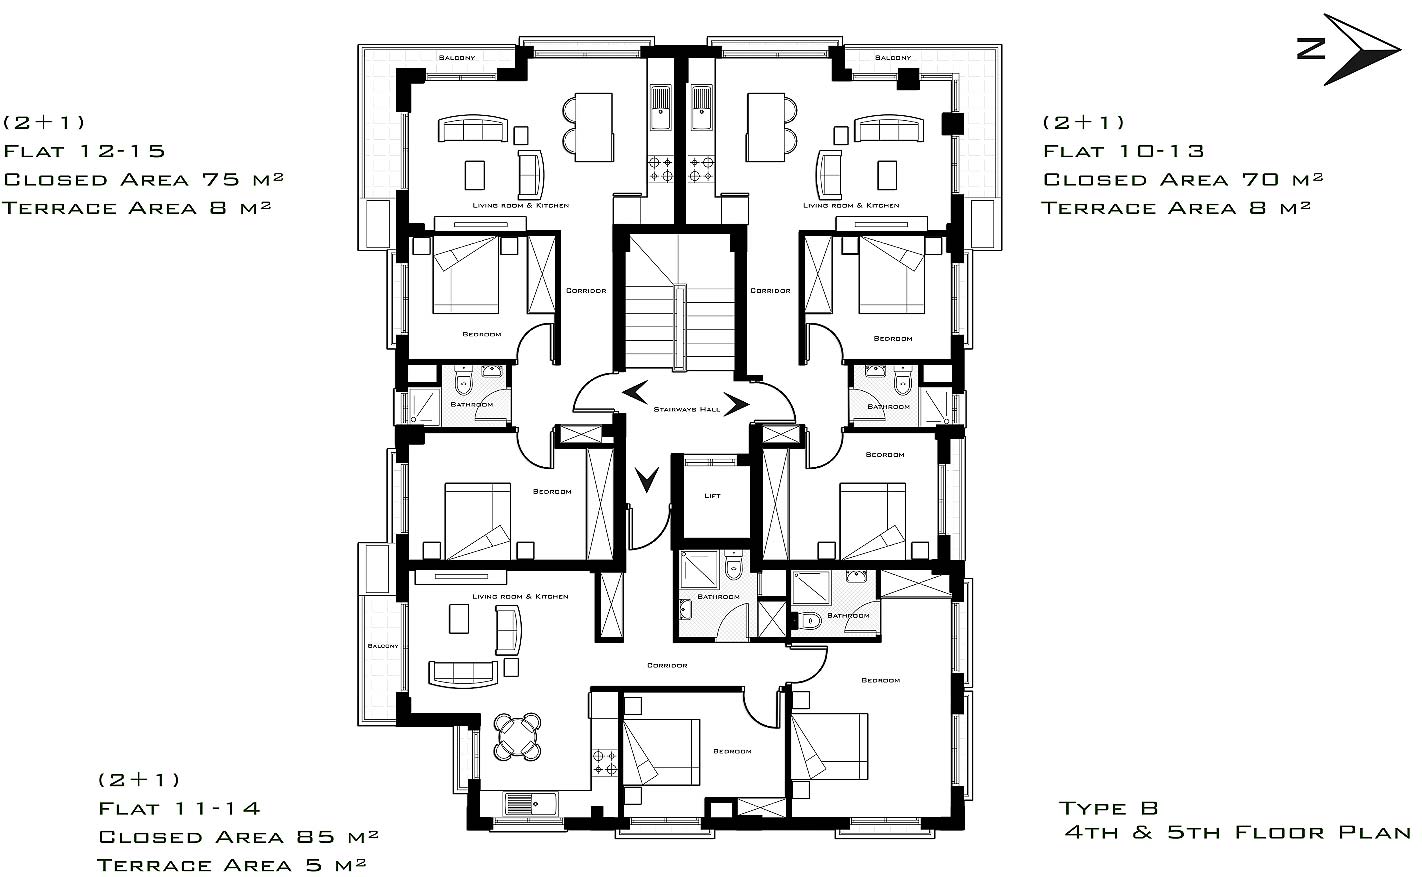 N
(2+1)
Flat 12-15
Closed Area 75 m²
Terrace Area 8 m²
(2+1)
Flat 10-13
Closed Area 70 m²
Terrace Area 8 m²
Balcony
Balcony
Living room & Kitchen
Living room & Kitchen
Corridor
Corridor
Bedroom
Bedroom
Bathroom
Stairways Hall
Bathroom
Bedroom
Bedroom
Lift
Living room & Kitchen
Bathroom
Bathroom
Balcony
Corridor
Bedroom
Bedroom
(2+1)
Flat 11-14
Closed Area 85 m²
Terrace Area 5 m²
Type B
4th & 5th Floor Plan